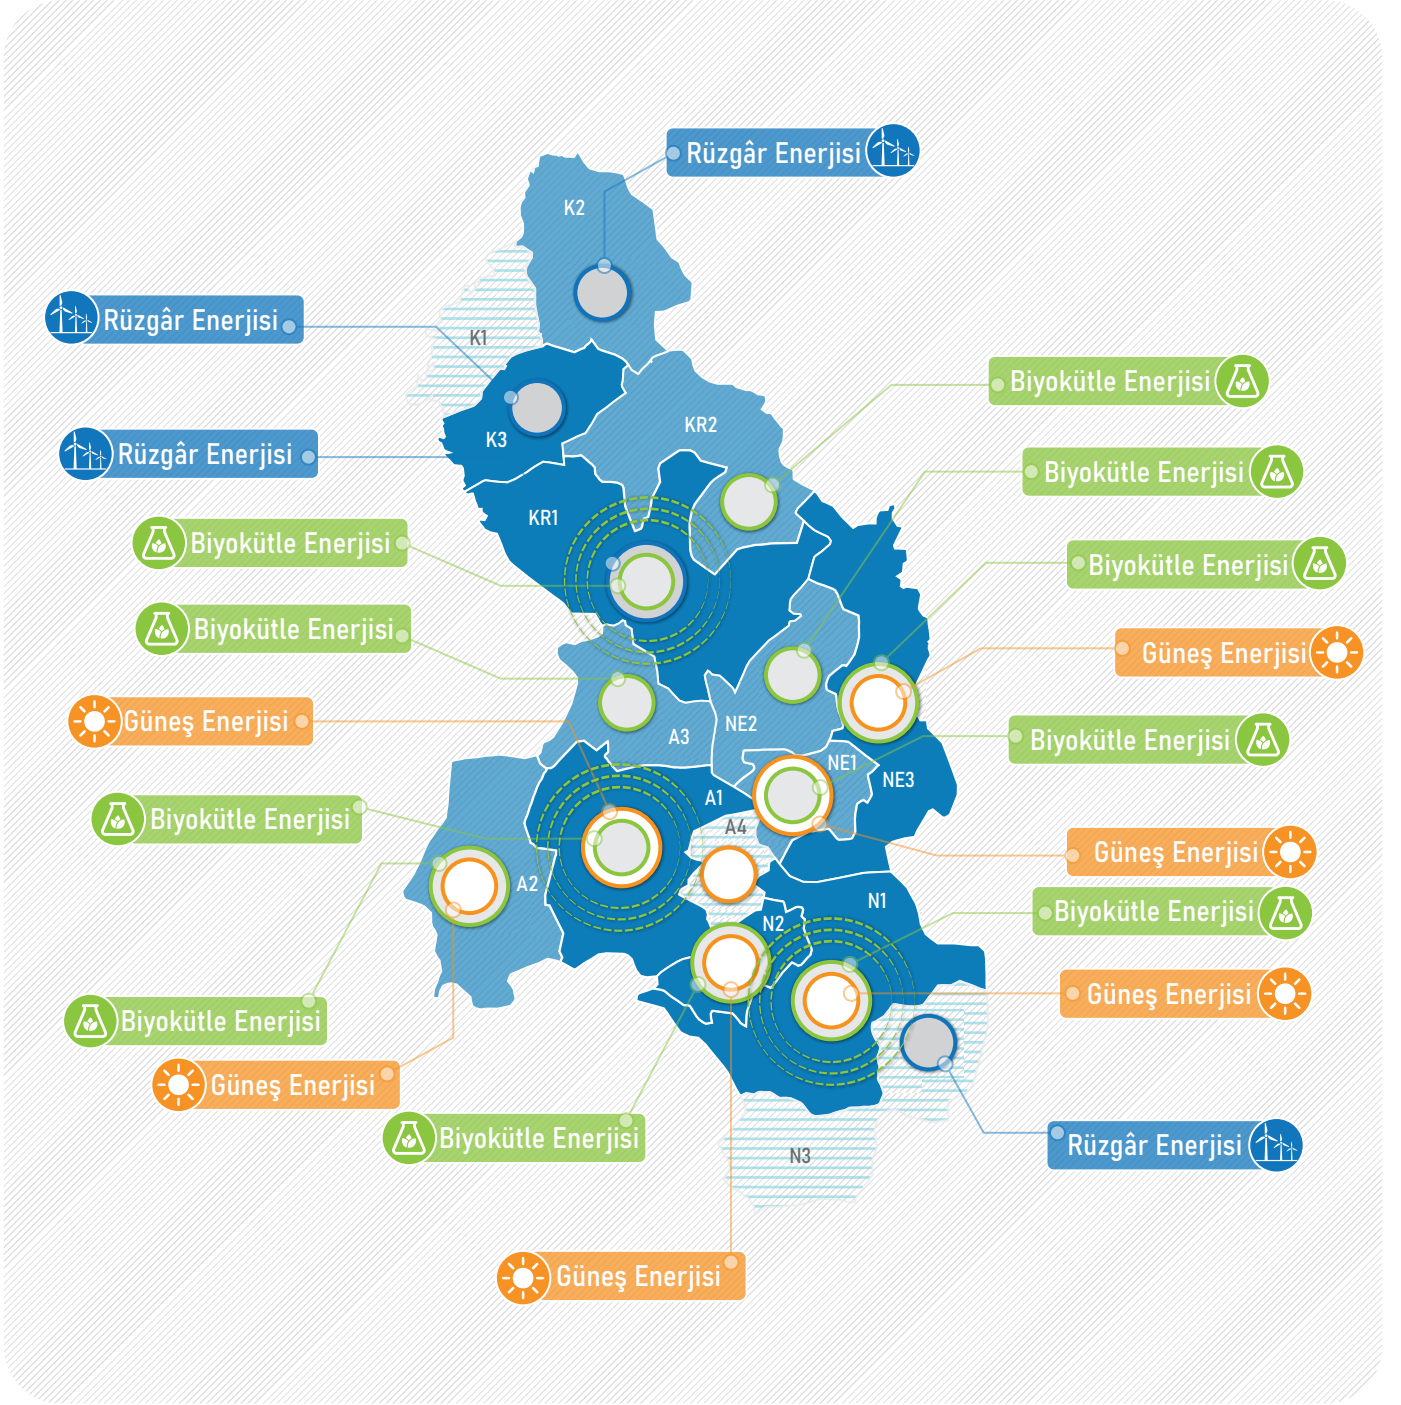 Rüzgâr Enerjisi
K2
Rüzgâr Enerjisi
K1
Biyokütle Enerjisi
KR2
K3
Rüzgâr Enerjisi
Biyokütle Enerjisi
KR1
Biyokütle Enerjisi
Biyokütle Enerjisi
Biyokütle Enerjisi
Güneş Enerjisi
Güneş Enerjisi
A3
NE2
Biyokütle Enerjisi
NE1
NE3
A1
Biyokütle Enerjisi
A4
Güneş Enerjisi
A2
N1
Biyokütle Enerjisi
N2
Güneş Enerjisi
Biyokütle Enerjisi
Güneş Enerjisi
Biyokütle Enerjisi
Rüzgâr Enerjisi
N3
Güneş Enerjisi